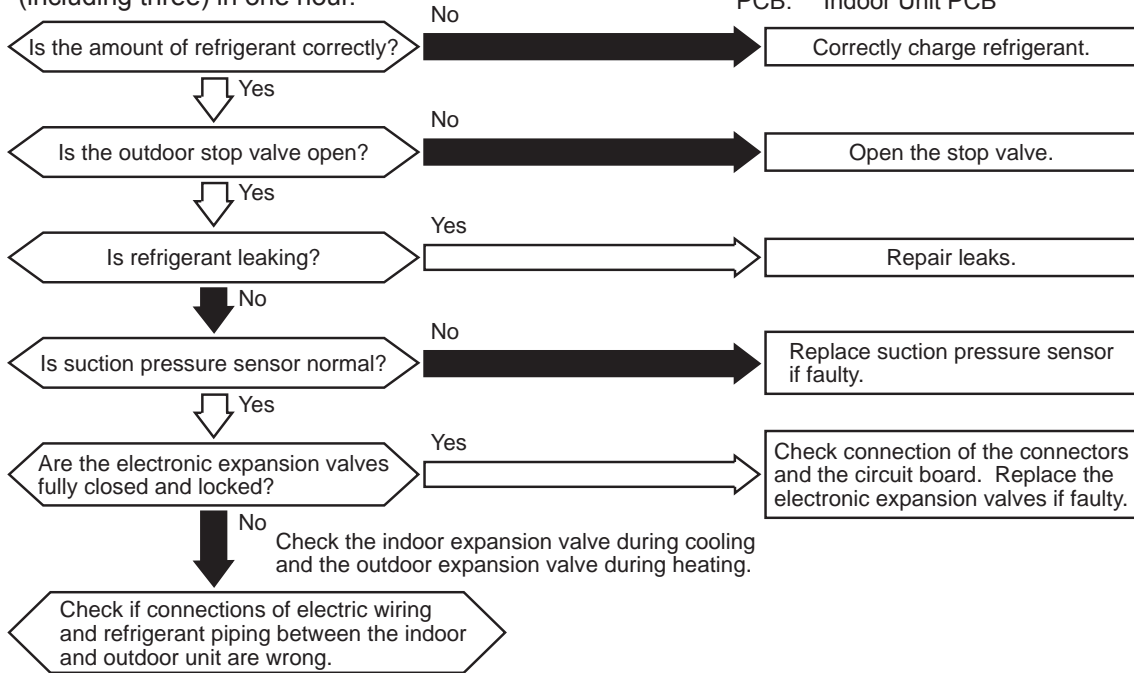 (including three) in one hour.
PCB: Indoor Unit PCB
No
Is the amount of refrigerant correctly?
Correctly charge refrigerant.
Yes
No
Is the outdoor stop valve open?
Open the stop valve.
Yes
Yes
Is refrigerant leaking?
Repair leaks.
No
No
Is suction pressure sensor normal?
Replace suction pressure sensor
if faulty.
Yes
Yes
Are the electronic expansion valves
fully closed and locked?
Check connection of the connectors
and the circuit board. Replace the
electronic expansion valves if faulty.
No
Check the indoor expansion valve during cooling
and the outdoor expansion valve during heating.
Check if connections of electric wiring
and refrigerant piping between the indoor
and outdoor unit are wrong.